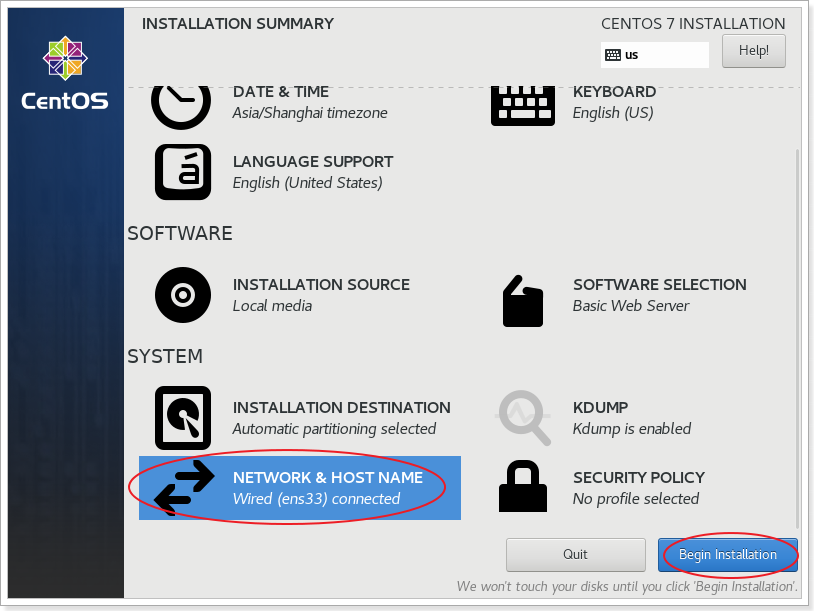 INSTALLATION SUMMARY
CENTOS 7 INSTALLATION
us
Help!
CentOS
DATE & TIME
Asia/Shanghai timezone
KEYBOARD
English (US)
á
LANGUAGE SUPPORT
English (United States)
SOFTWARE
INSTALLATION SOURCE
Local media
SOFTWARE SELECTION
Basic Web Server
SYSTEM
INSTALLATION DESTINATION
Automatic partitioning selected
KDUMP
Kdump is enabled
NETWORK & HOST NAME
Wired (ens33) connected
SECURITY POLICY
No profile selected
Quit
Begin Installation
We won't touch your disks until you click 'Begin Installation'.